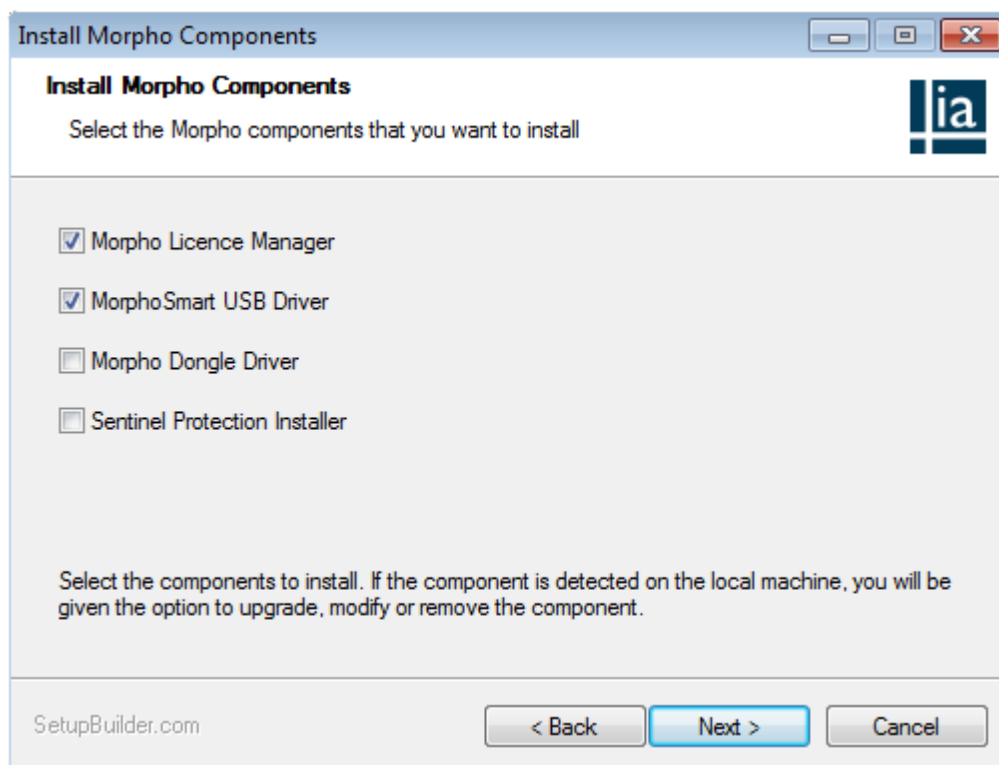 Install Morpho Components
Install Morpho Components
Select the Morpho components that you want to install
ia
Morpho Licence Manager
MorphoSmart USB Driver
Morpho Dongle Driver
Sentinel Protection Installer
Select the components to install. If the component is detected on the local machine, you will be
given the option to upgrade, modify or remove the component.
SetupBuilder.com
< Back
Next >
Cancel